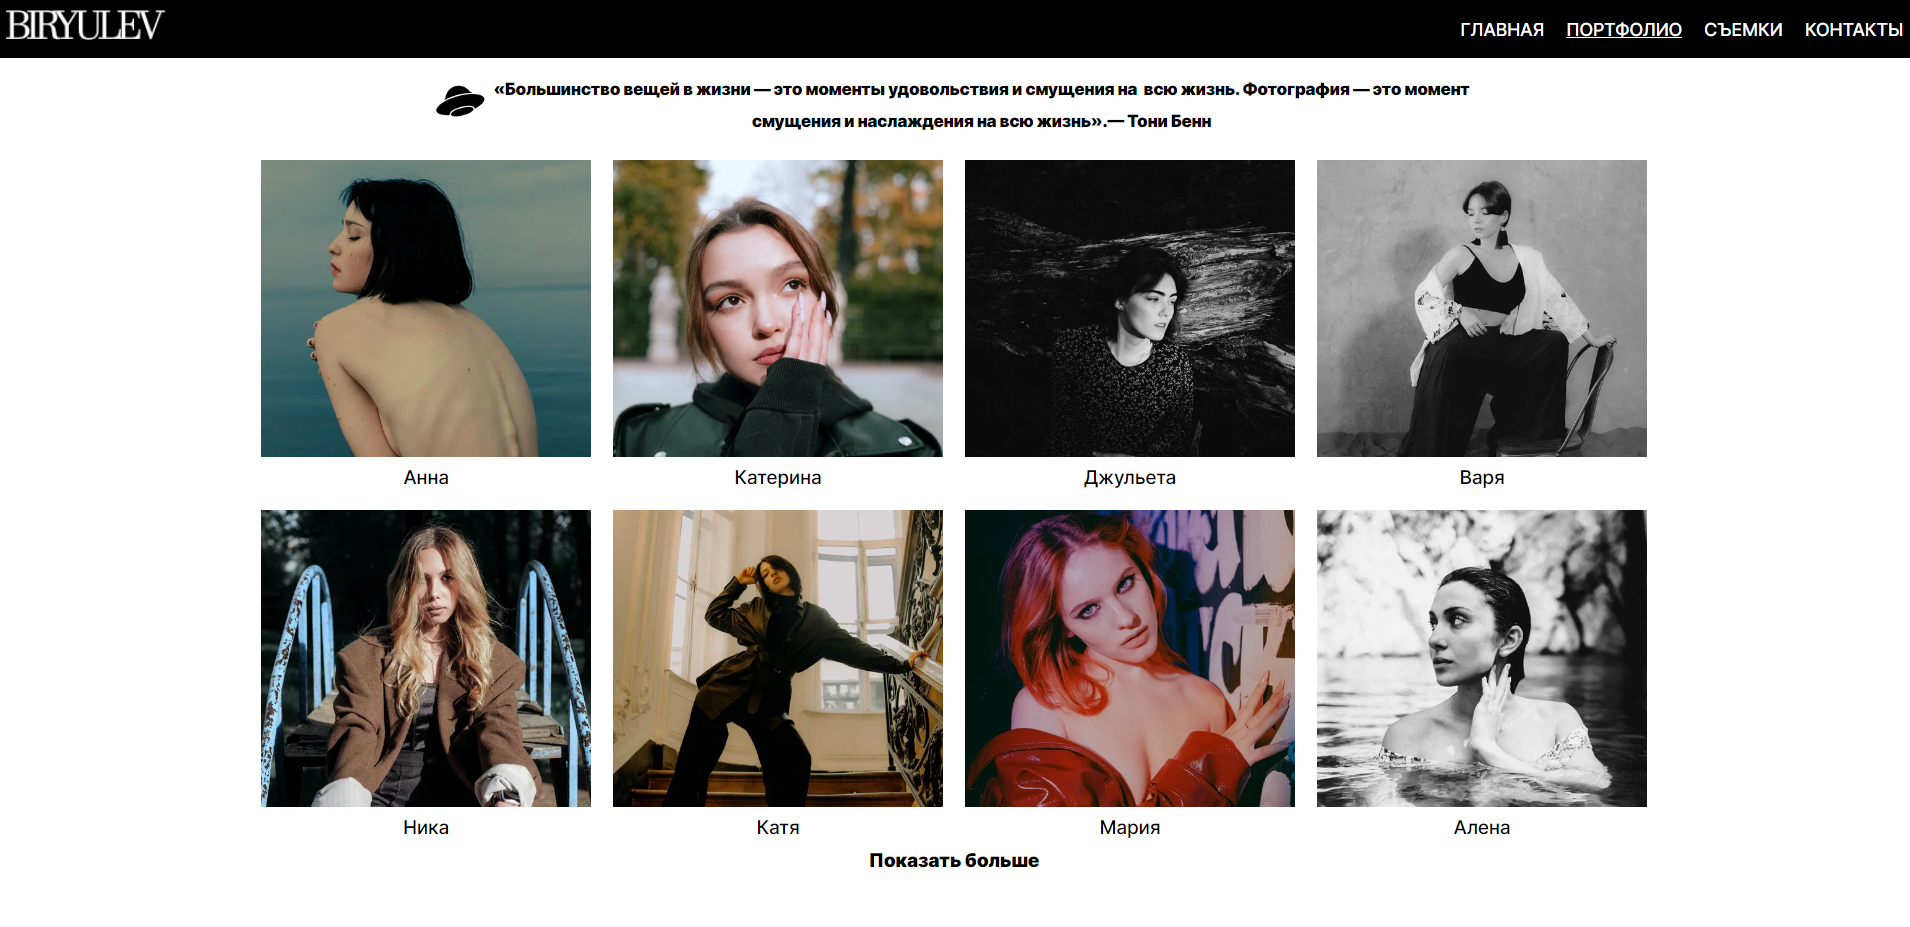 BIRYULEV
ГЛАВНАЯ ПОРТФОЛИО СЪЕМКИ КОНТАКТЫ
«Большинство вещей в жизни — это моменты удовольствия и смущения на всю жизнь. Фотография — это момент
смущения и наслаждения на всю жизнь».— Тони Бенн
Анна Катерина Джульета Варя
Ника Катя Мария Алена
Показать больше